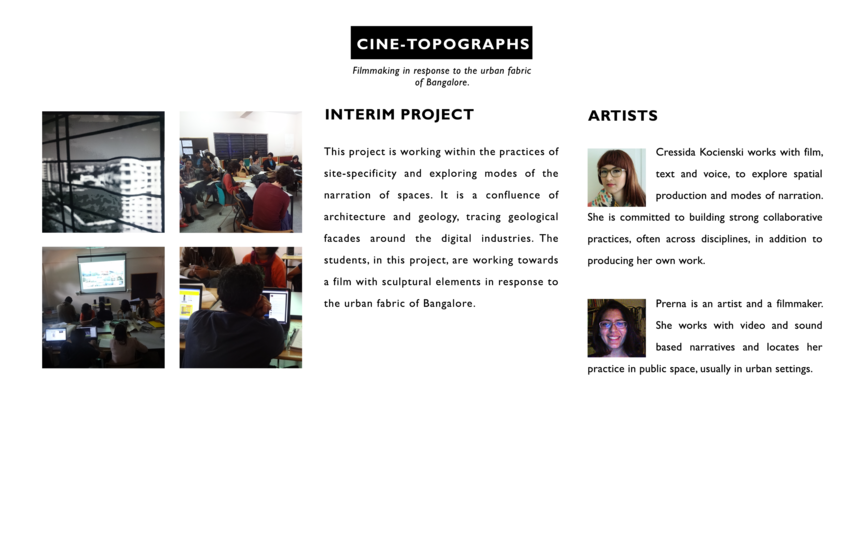 CINE-TOPOGRAPHS
Filmmaking in response to the urban fabric
of Bangalore.
INTERIM PROJECT
This project is working within the practices of
site-specificity and exploring modes of the
narration of spaces. It is a confluence of
architecture and geology, tracing geological
facades around the digital industries. The
students, in this project, are working towards
a film with sculptural elements in response to
the urban fabric of Bangalore.
ARTISTS
Cressida Kocienski works with film,
text and voice, to explore spatial
production and modes of narration.
She is committed to building strong collaborative
practices, often across disciplines, in addition to
producing her own work.
Prerna is an artist and a filmmaker.
She works with video and sound
based narratives and locates her
practice in public space, usually in urban settings.